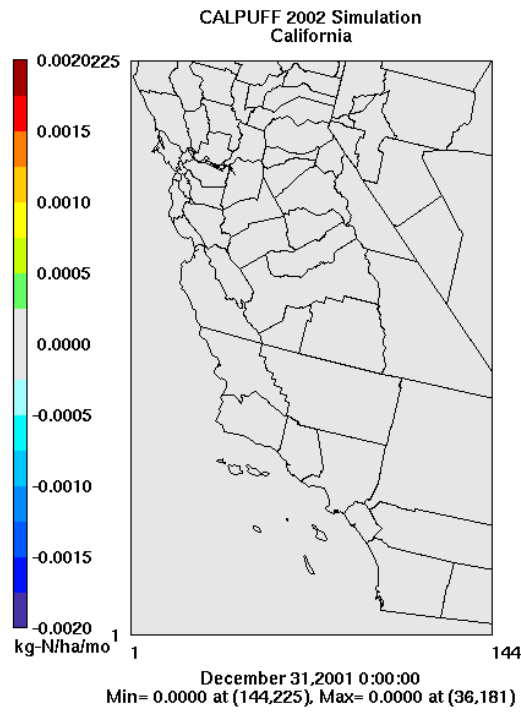 CALPUFF 2002 Simulation
California
0.0020
225
0.0015
0.0010
0.0005
0.0000
-0.0005
-0.0010
-0.0015
-0.0020
kg-N/ha/mo
1
1
144
December 31,2001 0:00:00
Min= 0.0000 at (144,225), Max= 0.0000 at (36,181)